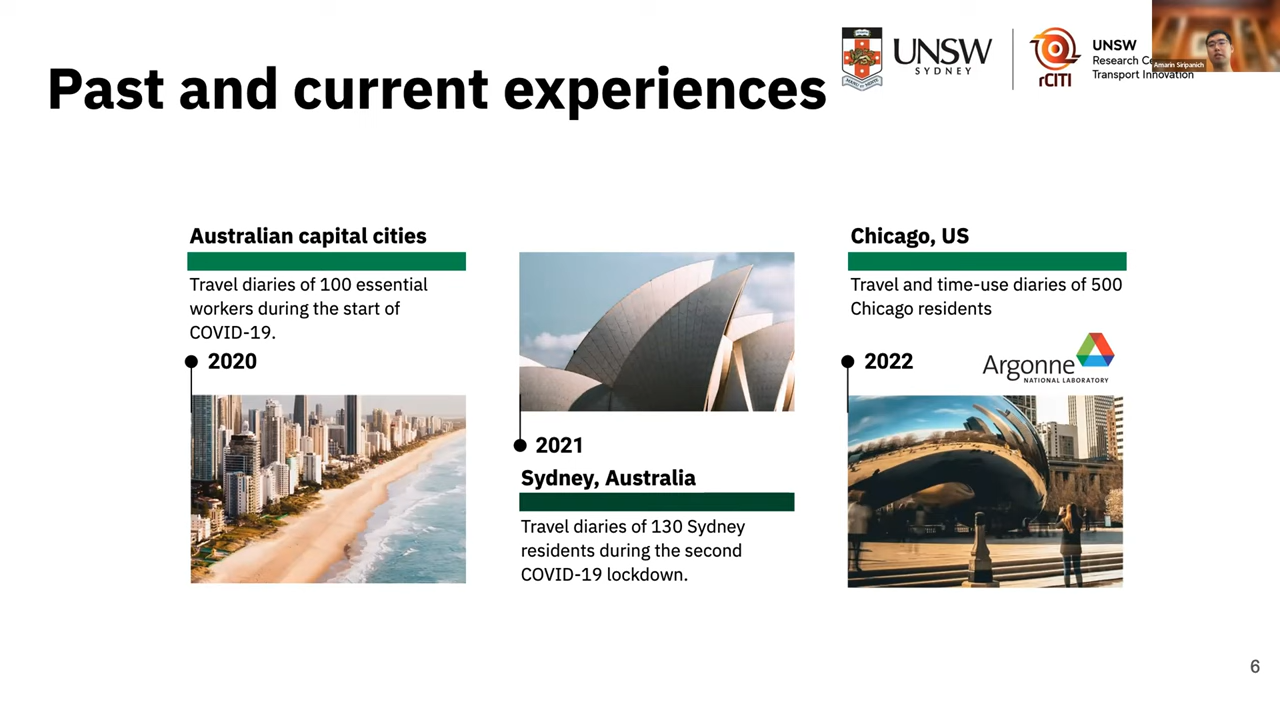 Past and current experiences
UNSW
SYDNEY
rCITI
UNSW
Research
Transport Innovation
Amarin Siripanich
Australian capital cities
Travel diaries of 100 essential
workers during the start of
COVID-19.
2020
2021
Sydney, Australia
Travel diaries of 130 Sydney
residents during the second
COVID-19 lockdown.
Chicago, US
Travel and time-use diaries of 500
Chicago residents
2022
Argonne
NATIONAL LABORATORY
6